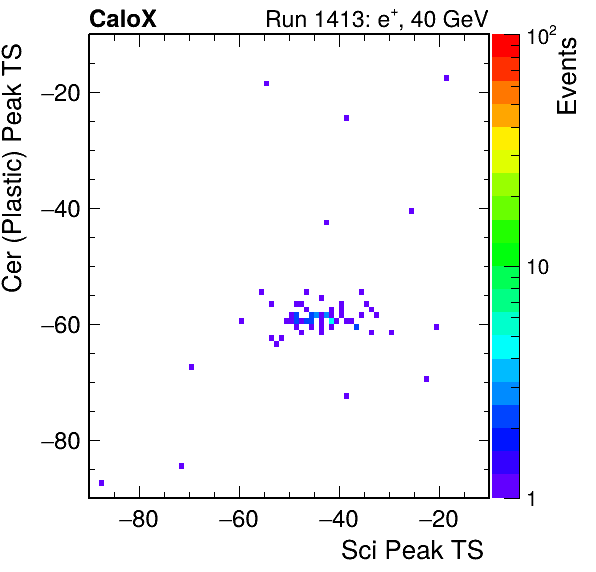 CaloX Run 1413: e⁺, 40 GeV
Cer (Plastic) Peak TS
−20
−40
−60
−80
−80 −60 −40 −20
Sci Peak TS
10²
10
1
Events